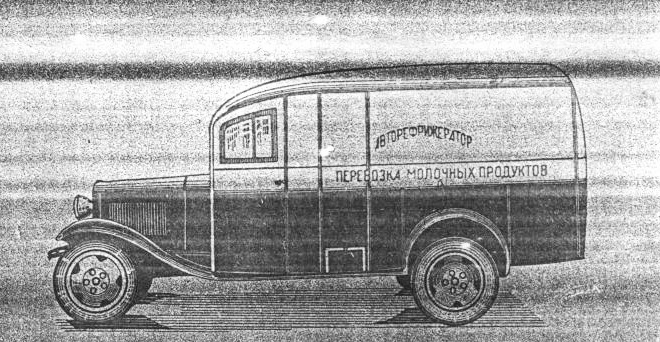 АВТОРЕФРИЖЕРАТОР
ПЕРЕВОЗКА МОЛОЧНЫХ ПРОДУКТОВ